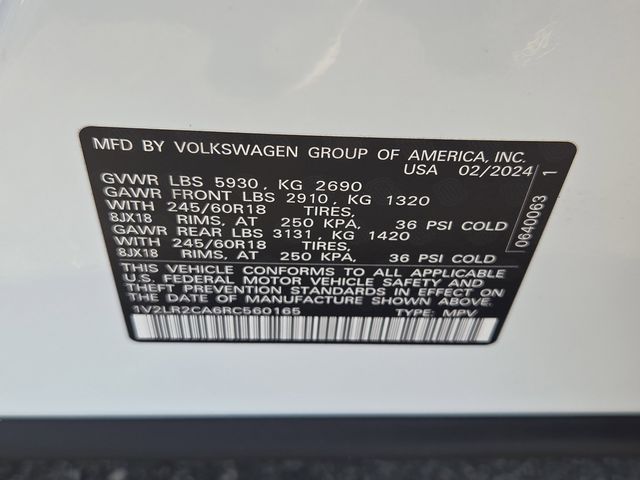 MFD BY VOLKSWAGEN GROUP OF AMERICA, INC.
USA 02/2024
GVWR LBS 5930, KG 2690
GAWR FRONT LBS 2910, KG 1320
WITH 245/60R18 TIRES,
8JX18 RIMS, AT 250 KPA, 36 PSI COLD
GAWR REAR LBS 3131, KG 1420
WITH 245/60R18 TIRES,
8JX18 RIMS, AT 250 KPA, 36 PSI COLD
THIS VEHICLE CONFORMS TO ALL APPLICABLE
U.S. FEDERAL MOTOR VEHICLE SAFETY, BUMPER, AND
THEFT PREVENTION STANDARDS IN EFFECT ON THE
DATE OF MANUFACTURE SHOWN ABOVE.
1V2LR2CA6RC560165 TYPE: MPV
0640063 1